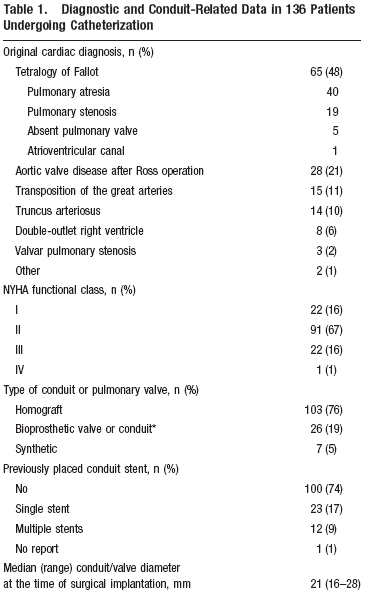 Table 1. Diagnostic and Conduit-Related Data in 136 Patients
Undergoing Catheterization
Original cardiac diagnosis, n (%)
Tetralogy of Fallot 65 (48)
Pulmonary atresia 40
Pulmonary stenosis 19
Absent pulmonary valve 5
Atrioventricular canal 1
Aortic valve disease after Ross operation 28 (21)
Transposition of the great arteries 15 (11)
Truncus arteriosus 14 (10)
Double-outlet right ventricle 8 (6)
Valvar pulmonary stenosis 3 (2)
Other 2 (1)
NYHA functional class, n (%)
I 22 (16)
II 91 (67)
III 22 (16)
IV 1 (1)
Type of conduit or pulmonary valve, n (%)
Homograft 103 (76)
Bioprosthetic valve or conduit* 26 (19)
Synthetic 7 (5)
Previously placed conduit stent, n (%)
No 100 (74)
Single stent 23 (17)
Multiple stents 12 (9)
No report 1 (1)
Median (range) conduit/valve diameter
at the time of surgical implantation, mm 21 (16–28)